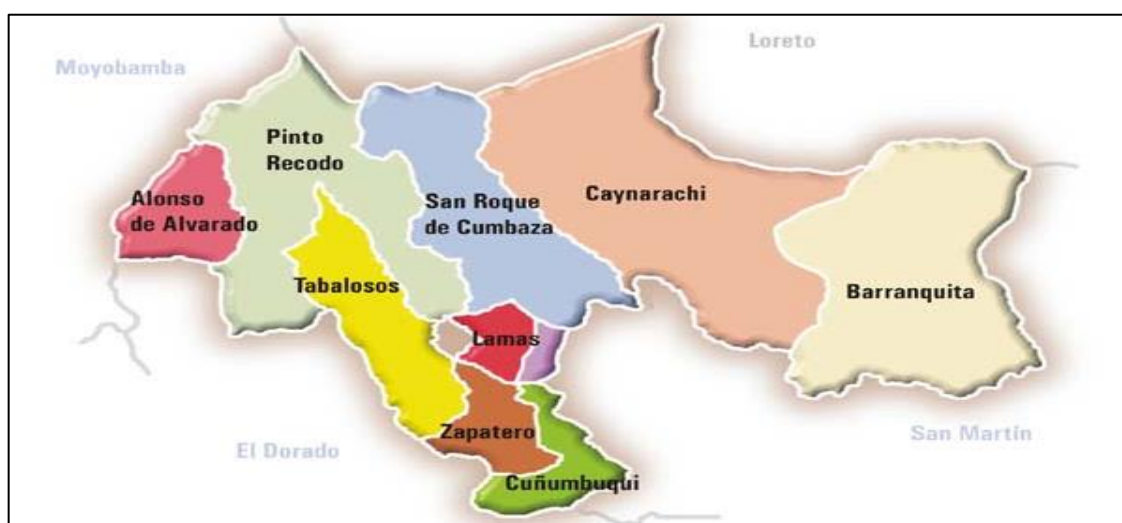 Loreto
Moyobamba
Pinto
Recodo
Alonso
de Alvarado
San Roque
de Cumbaza
Caynarachi
Tabalosos
Barranquita
Lamas
Zapatero
San Martín
El Dorado
Cuñumbuqui